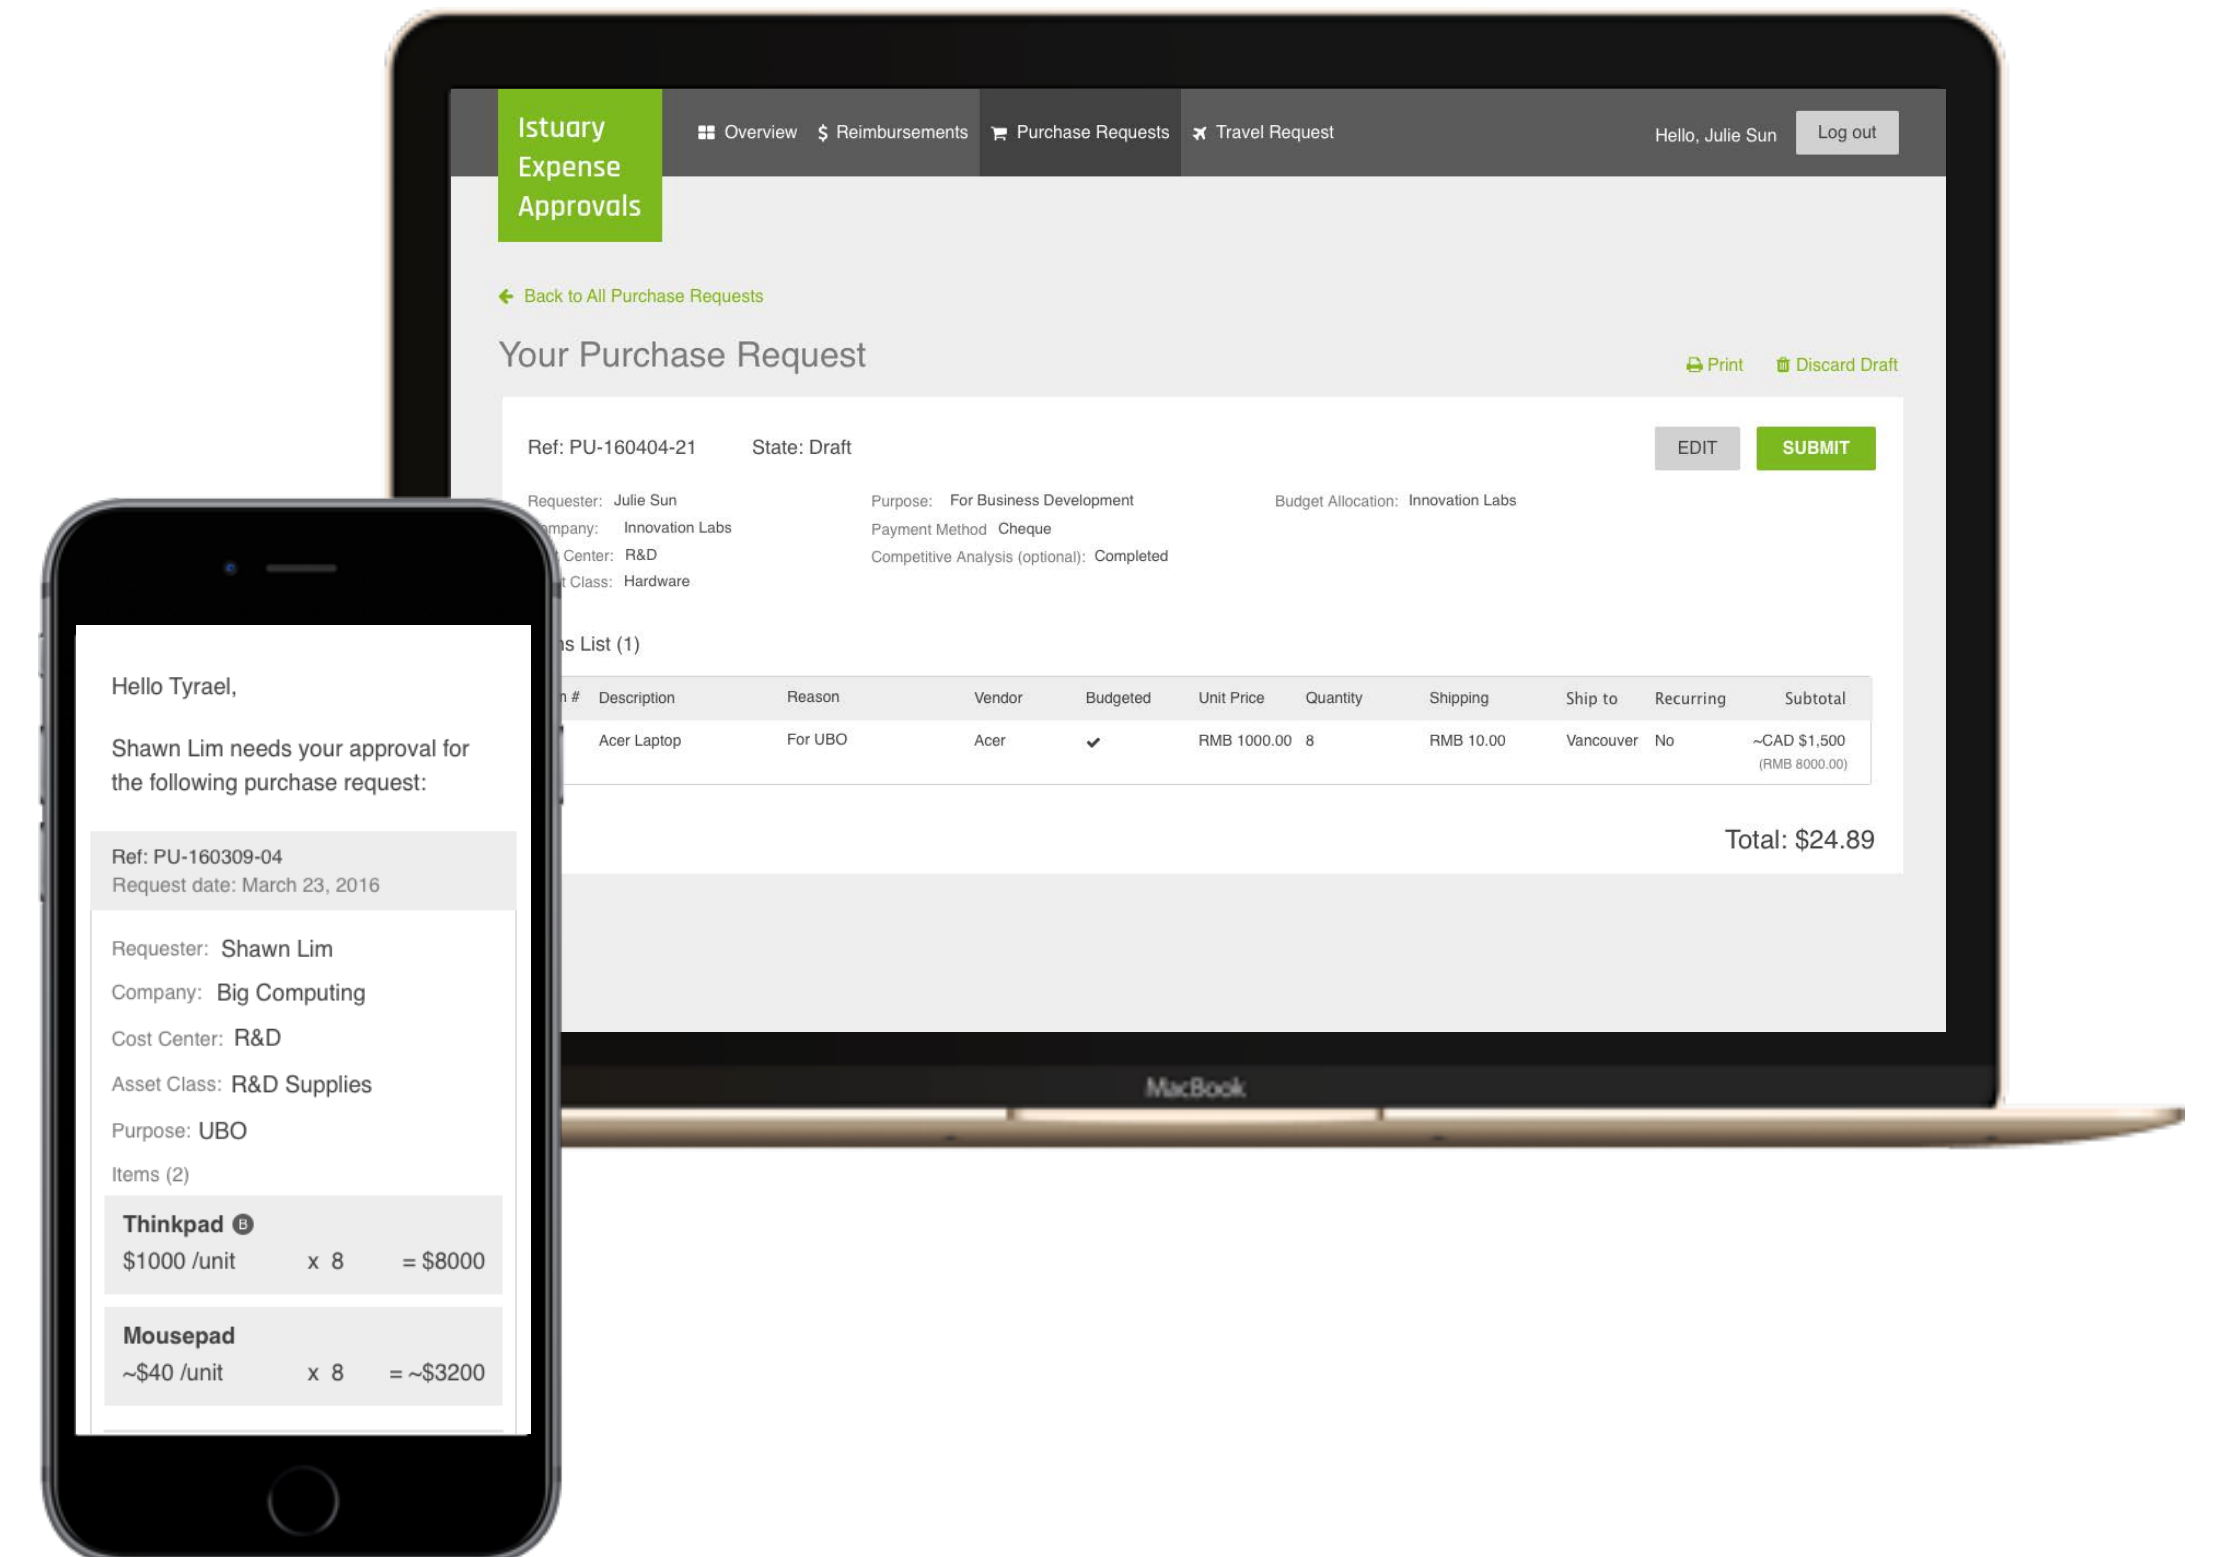 Istuary
Expense
Approvals
Overview
$ Reimbursements
Purchase Requests
Travel Request
Hello, Julie Sun
Log out
Back to All Purchase Requests
Your Purchase Request
Print
Discard Draft
Ref: PU-160404-21
State: Draft
EDIT
SUBMIT
Requester: Julie Sun
Purpose: For Business Development
Budget Allocation: Innovation Labs
Innovation Labs
Payment Method Cheque
Center: R&D
Competitive Analysis (optional): Completed
Class: Hardware
List (1)
# Description Reason Vendor Budgeted Unit Price Quantity Shipping Ship to Recurring Subtotal
Acer Laptop For UBO Acer ✔ RMB 1000.00 8 RMB 10.00 Vancouver No ~CAD $1,500
(RMB 8000.00)
Total: $24.89
MacBook
Hello Tyrael,
Shawn Lim needs your approval for
the following purchase request:
Ref: PU-160309-04
Request date: March 23, 2016
Requester: Shawn Lim
Company: Big Computing
Cost Center: R&D
Asset Class: R&D Supplies
Purpose: UBO
Items (2)
Thinkpad B
$1000 /unit x 8 = $8000
Mousepad
~$40 /unit x 8 = ~$3200